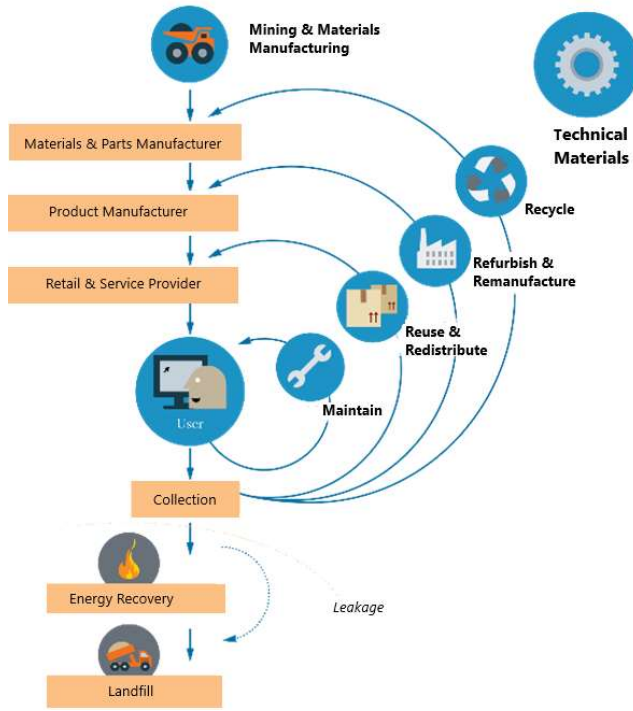 Mining & Materials
Manufacturing
Technical
Materials
Materials & Parts Manufacturer
Recycle
Product Manufacturer
Refurbish &
Remanufacture
Retail & Service Provider
Reuse &
Redistribute
Maintain
User
Collection
Energy Recovery
Leakage
Landfill